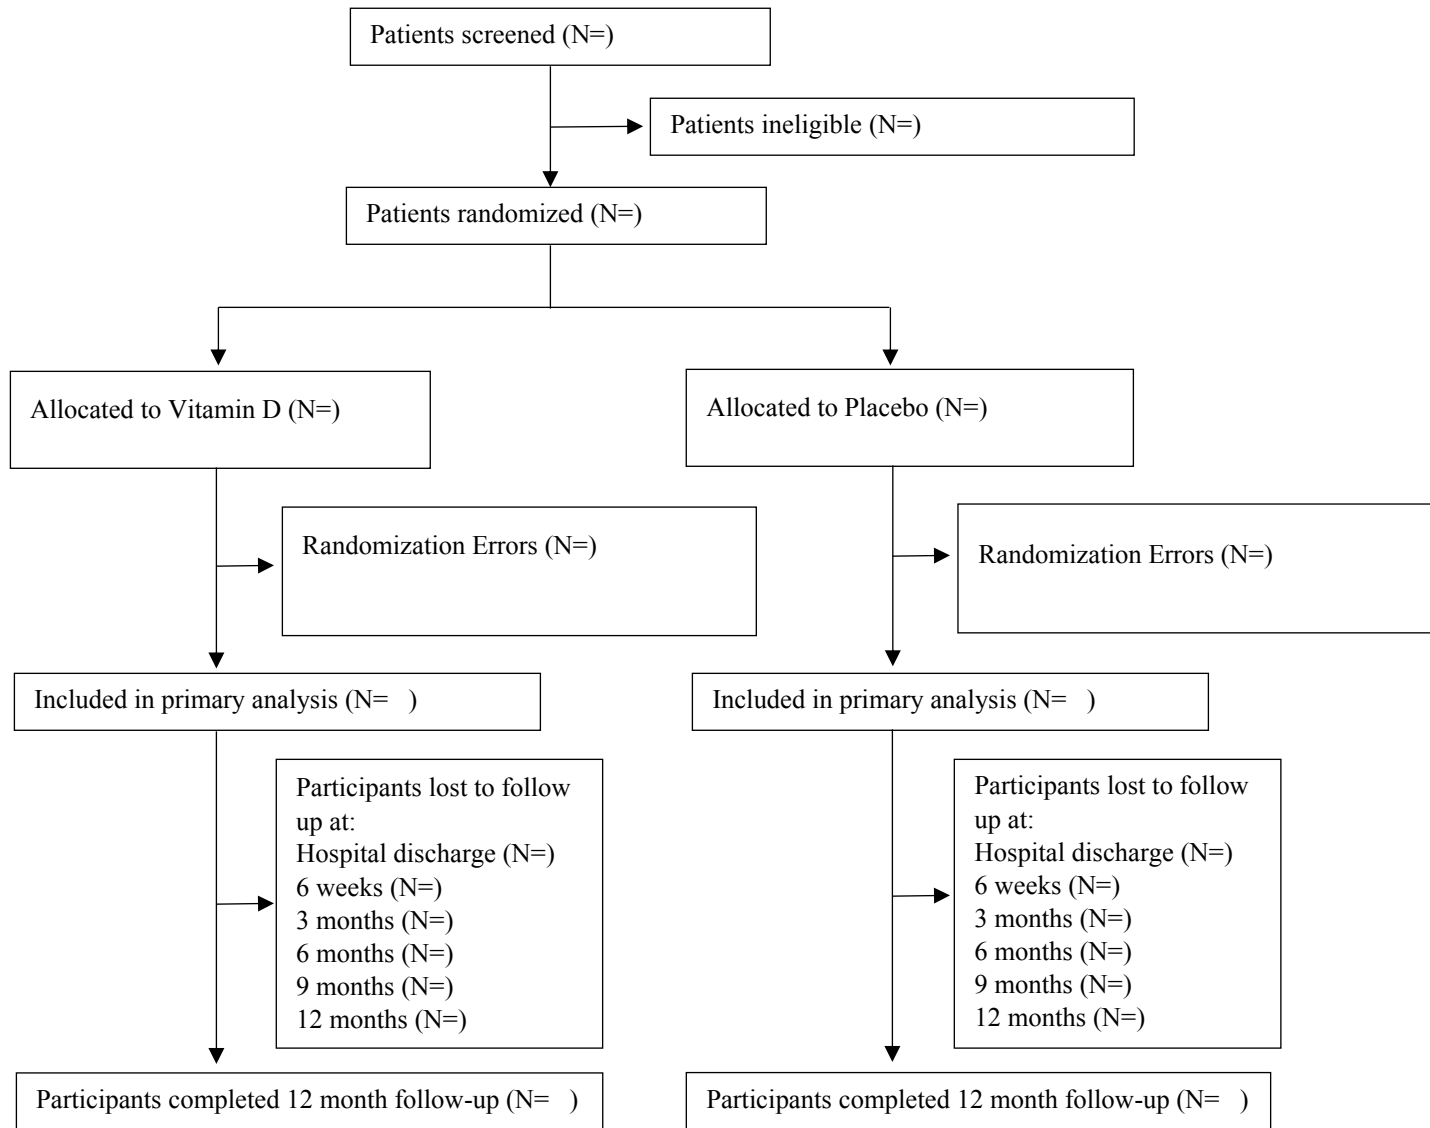 Patients screened (N=)
Patients ineligible (N=)
Patients randomized (N=)
Allocated to Vitamin D (N=)
Allocated to Placebo (N=)
Randomization Errors (N=)
Randomization Errors (N=)
Included in primary analysis (N=   )
Included in primary analysis (N=   )
Participants lost to follow
up at:
Hospital discharge (N=)
6 weeks (N=)
3 months (N=)
6 months (N=)
9 months (N=)
12 months (N=)
Participants lost to follow
up at:
Hospital discharge (N=)
6 weeks (N=)
3 months (N=)
6 months (N=)
9 months (N=)
12 months (N=)
Participants completed 12 month follow-up (N=   )
Participants completed 12 month follow-up (N=   )